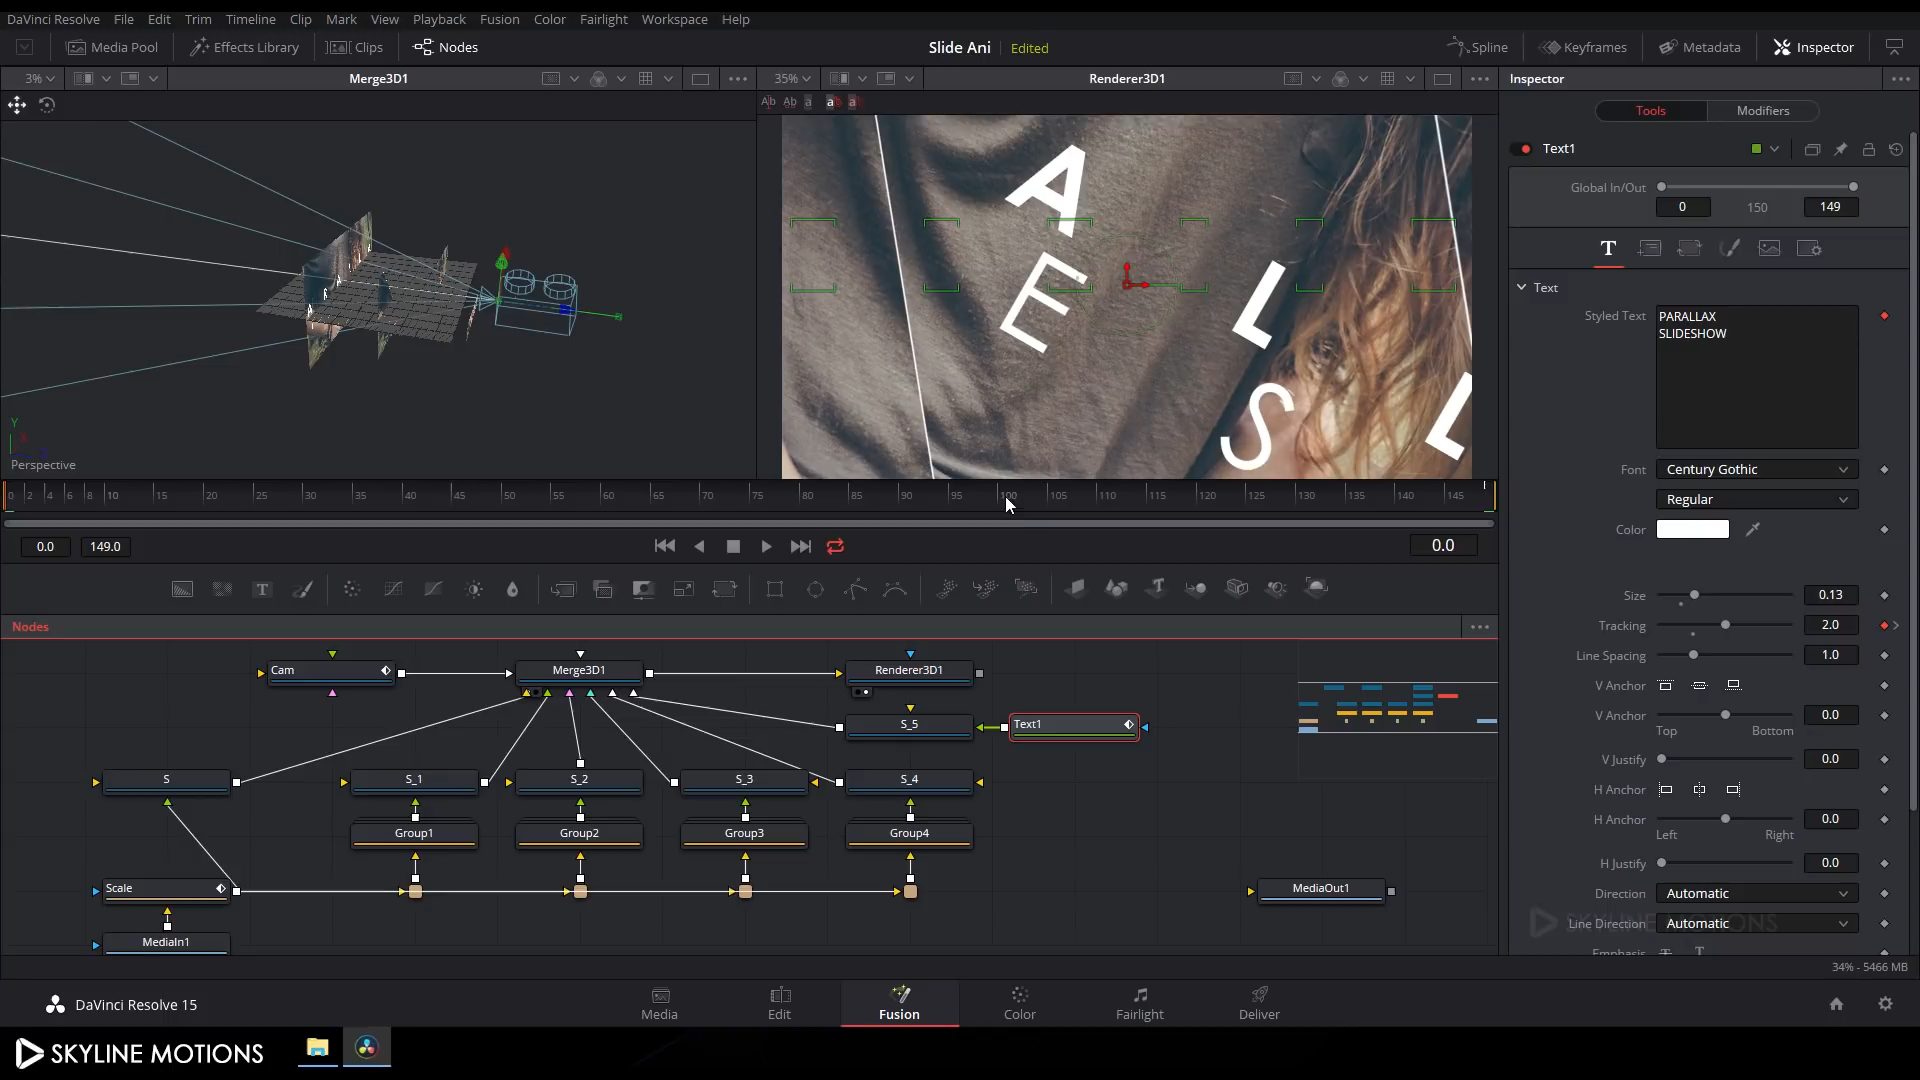 DaVinci Resolve File Edit Trim Timeline Clip Mark View Playback Fusion Color Fairlight Workspace Help
Media Pool Effects Library Clips Nodes Slide Ani Edited Spline Keyframes Metadata Inspector
3% Merge3D1 35% Renderer3D1 Inspector
Tools Modifiers
Text1
Global In/Out
0 150 149
A
E
L
S
L
Perspective
Y
Text
Styled Text
PARALLAX
SLIDESHOW
Font Century Gothic
Regular
Color
Size 0.13
Tracking 2.0
Line Spacing 1.0
V Anchor
V Anchor 0.0
Top Bottom
V Justify 0.0
H Anchor
H Anchor 0.0
Left Right
H Justify 0.0
Direction Automatic
Line Direction Automatic
Emphasis
0 2 4 6 8 10 15 20 25 30 35 40 45 50 55 60 65 70 75 80 85 90 95 100 105 110 115 120 125 130 135 140 145
0.0 149.0 0.0
Nodes
Cam Merge3D1 Renderer3D1
S_5 Text1
S S_1 S_2 S_3 S_4
Group1 Group2 Group3 Group4
Scale MediaOut1
MediaIn1
SKYLINE MOTIONS
34% - 5466 MB
DaVinci Resolve 15
Media Edit Fusion Color Fairlight Deliver
SKYLINE MOTIONS